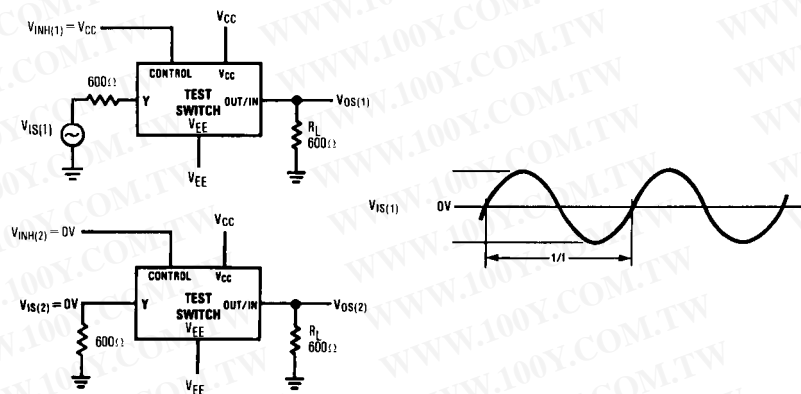 V_INH(1) = V_CC
V_CC
CONTROL
V_CC
600Ω
Y
TEST
SWITCH
OUT/IN
V_OS(1)
V_IS(1)
V_EE
R_L
600Ω
V_EE
V_INH(2) = 0V
V_CC
CONTROL
V_CC
V_IS(2) = 0V
Y
TEST
SWITCH
OUT/IN
V_OS(2)
600Ω
V_EE
R_L
600Ω
V_EE
V_IS(1)
0V
1/f
WWW.100Y.COM.TW